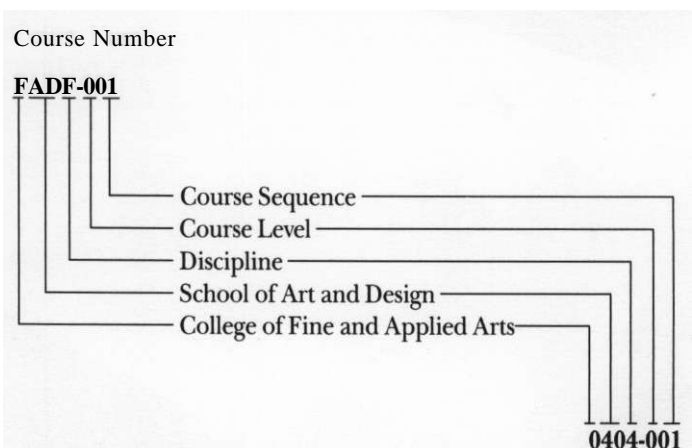 Course Number
FADF-001
Course Sequence
Course Level
Discipline
School of Art and Design
College of Fine and Applied Arts
0404-001